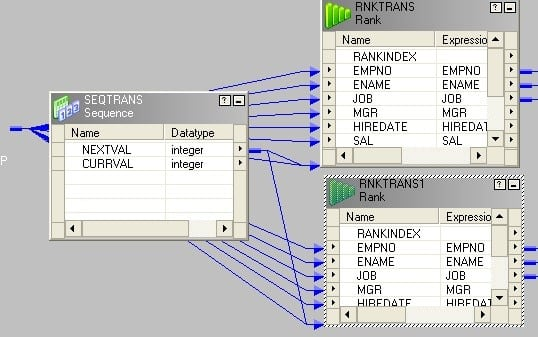 RNKTRANS
Rank
Name Expressio
RANKINDEX
EMPNO EMPNO
ENAME ENAME
JOB JOB
MGR MGR
HIREDATE HIREDAT
SAL SAL
SEQTRANS
Sequence
Name Datatype
NEXTVAL integer
CURRVAL integer
P
RNKTRANS1
Rank
Name Expressio
RANKINDEX
EMPNO EMPNO
ENAME ENAME
JOB JOB
MGR MGR
HIREDATE HIREDAT